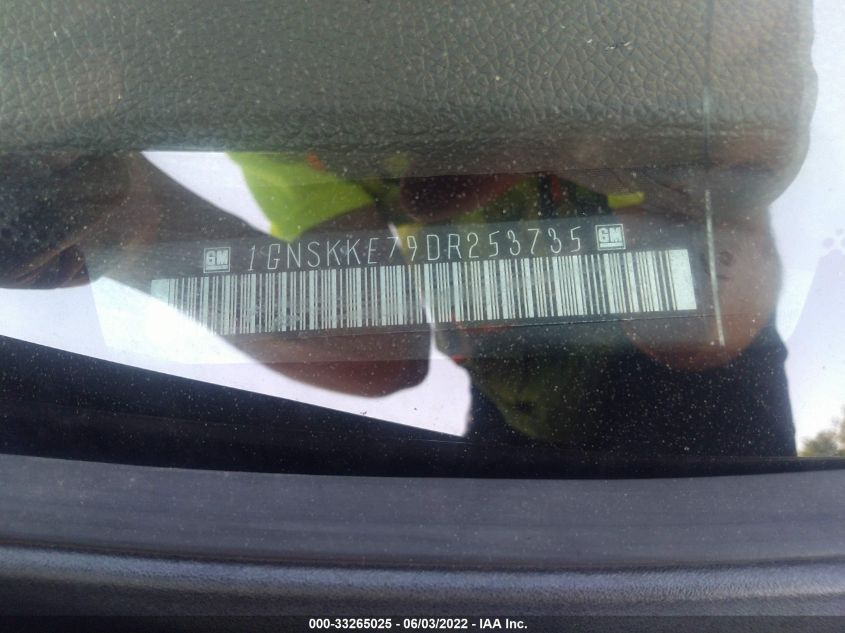 GM 1GNSKKE79DR253735 GM
000-33265025 | 06/03/2022 - IAA Inc.